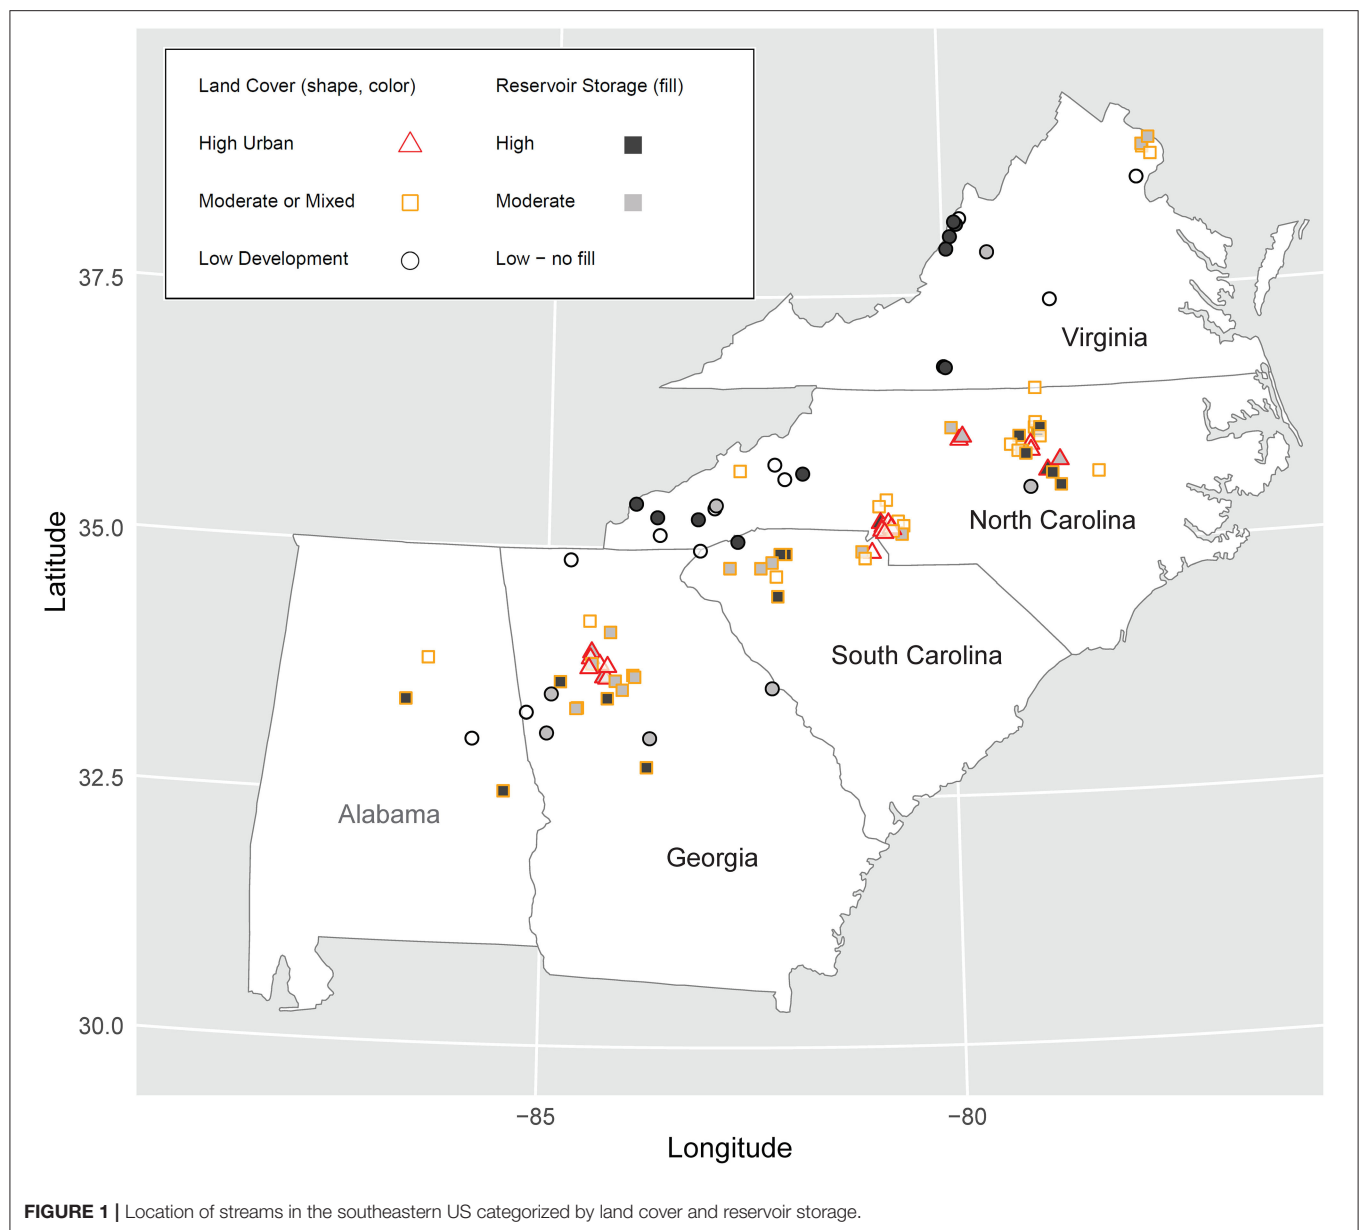 Land Cover (shape, color) Reservoir Storage (fill)
High Urban High
Moderate or Mixed Moderate
Low Development Low − no fill
37.5
35.0
32.5
30.0
Latitude
Virginia
North Carolina
South Carolina
Alabama
Georgia
−85 −80
Longitude
FIGURE 1 | Location of streams in the southeastern US categorized by land cover and reservoir storage.